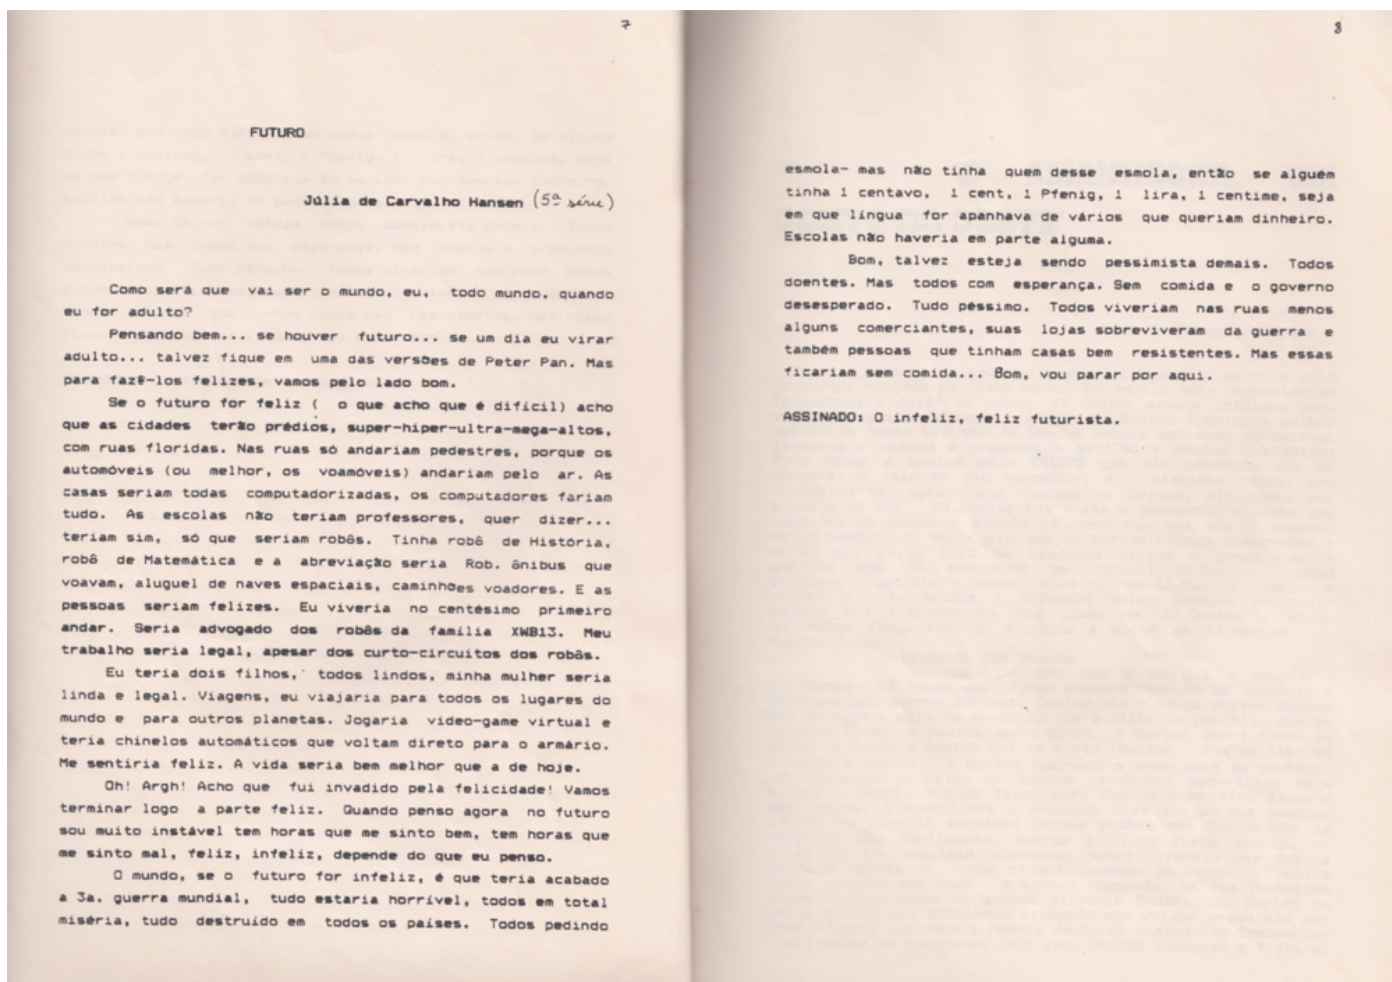 7
FUTURO
Júlia de Carvalho Hansen (5ª série)
Como será que vai ser o mundo, eu, todo mundo, quando
eu for adulto?
Pensando bem... se houver futuro... se um dia eu virar
adulto... talvez fique em uma das versões de Peter Pan. Mas
para fazê-los felizes, vamos pelo lado bom.
Se o futuro for feliz ( o que acho que é difícil) acho
que as cidades terão prédios, super-hiper-ultra-mega-altos,
com ruas floridas. Nas ruas só andariam pedestres, porque os
automóveis (ou melhor, os voamóveis) andariam pelo ar. As
casas seriam todas computadorizadas, os computadores fariam
tudo. As escolas não teriam professores, quer dizer...
teriam sim, só que seriam robôs. Tinha robô de História,
robô de Matemática e a abreviação seria Rob. ônibus que
voavam, aluguel de naves espaciais, caminhões voadores. E as
pessoas seriam felizes. Eu viveria no centésimo primeiro
andar. Seria advogado dos robôs da família XWB13. Meu
trabalho seria legal, apesar dos curto-circuitos dos robôs.
Eu teria dois filhos, todos lindos, minha mulher seria
linda e legal. Viagens, eu viajaria para todos os lugares do
mundo e para outros planetas. Jogaria video-game virtual e
teria chinelos automáticos que voltam direto para o armário.
Me sentiria feliz. A vida seria bem melhor que a de hoje.
Oh! Argh! Acho que fui invadido pela felicidade! Vamos
terminar logo a parte feliz. Quando penso agora no futuro
sou muito instável tem horas que me sinto bem, tem horas que
me sinto mal, feliz, infeliz, depende do que eu penso.
O mundo, se o futuro for infeliz, é que teria acabado
a 3a. guerra mundial, tudo estaria horrível, todos em total
miséria, tudo destruído em todos os países. Todos pedindo
8
esmola- mas não tinha quem desse esmola, então se alguém
tinha 1 centavo, 1 cent, 1 Pfenig, 1 lira, 1 centime, seja
em que língua for apanhava de vários que queriam dinheiro.
Escolas não haveria em parte alguma.
Bom, talvez esteja sendo pessimista demais. Todos
doentes. Mas todos com esperança. Sem comida e o governo
desesperado. Tudo péssimo. Todos viveriam nas ruas menos
alguns comerciantes, suas lojas sobreviveram da guerra e
também pessoas que tinham casas bem resistentes. Mas essas
ficariam sem comida... Bom, vou parar por aqui.
ASSINADO: O infeliz, feliz futurista.